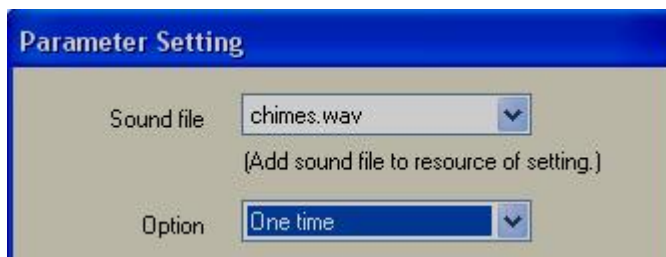 Parameter Setting
Sound file chimes.wav
(Add sound file to resource of setting.)
Option One time